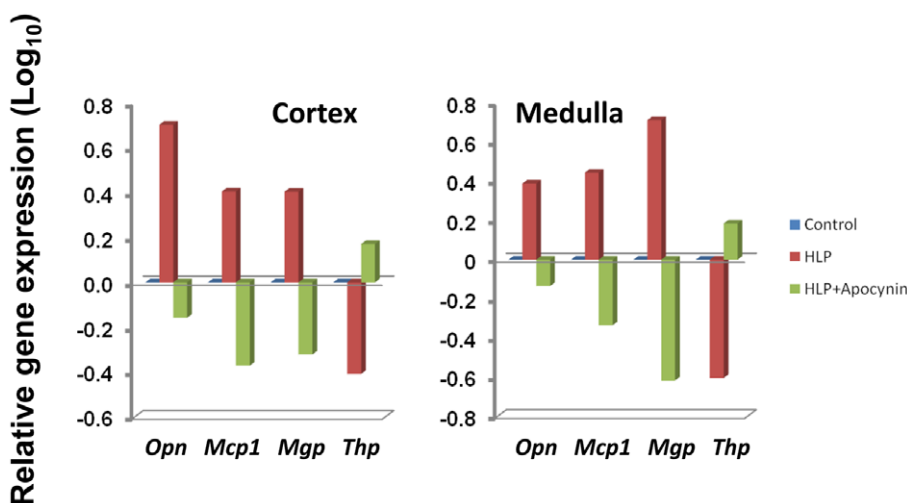 Relative gene expression (Log₁₀)
Cortex
0.8
0.6
0.4
0.2
0.0
-0.2
-0.4
-0.6
Opn Mcp1 Mgp Thp
Medulla
0.8
0.6
0.4
0.2
0
-0.2
-0.4
-0.6
-0.8
Opn Mcp1 Mgp Thp
Control
HLP
HLP+Apocynin